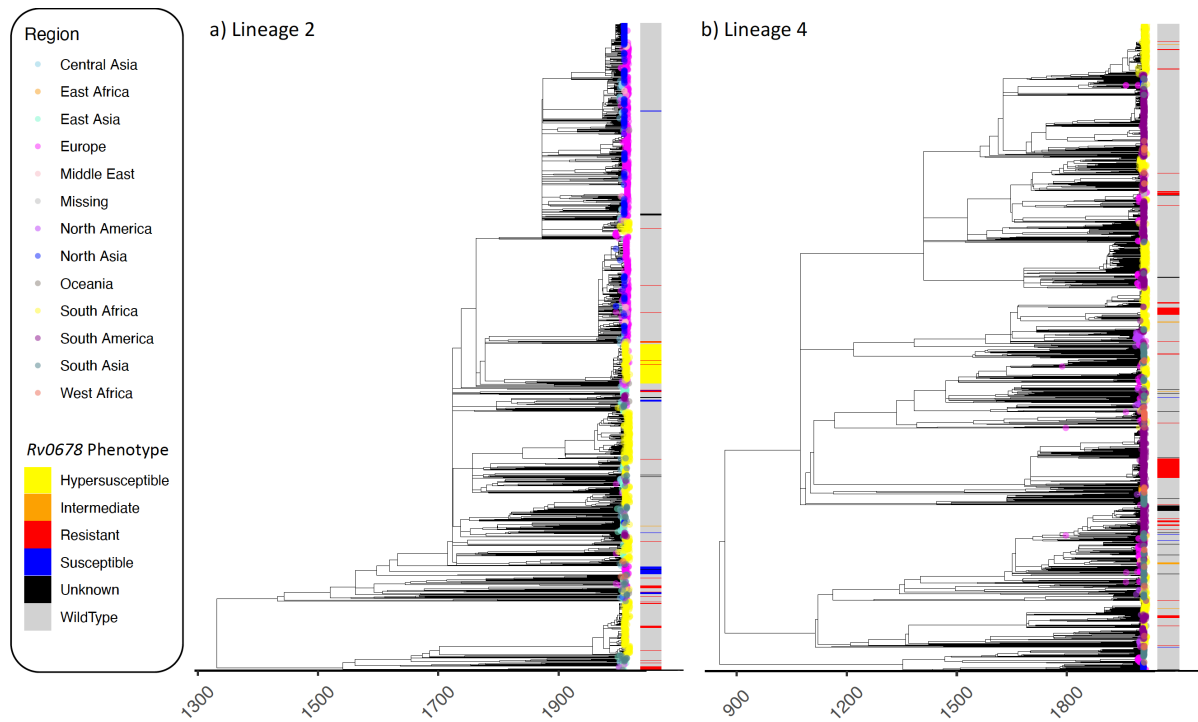 Region
Central Asia
East Africa
East Asia
Europe
Middle East
Missing
North America
North Asia
Oceania
South Africa
South America
South Asia
West Africa
Rv0678 Phenotype
Hypersusceptible
Intermediate
Resistant
Susceptible
Unknown
WildType
a) Lineage 2
1300 1500 1700 1900
b) Lineage 4
900 1200 1500 1800